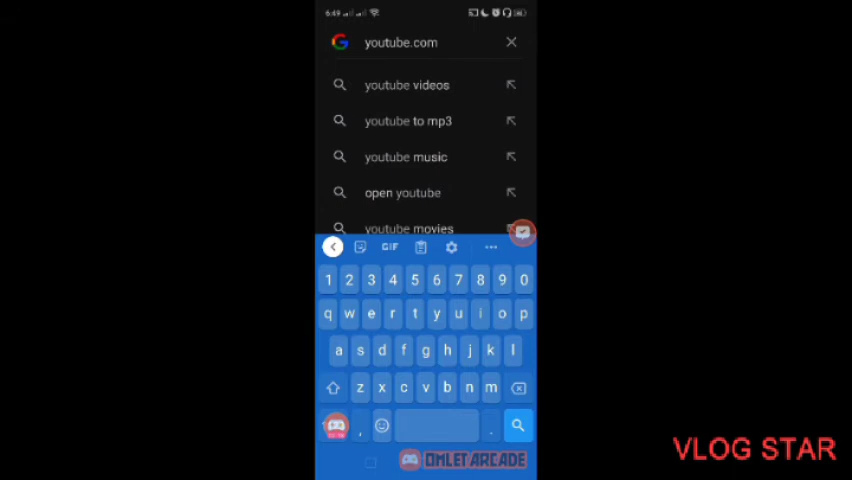 6:49
youtube.com
youtube videos
youtube to mp3
youtube music
open youtube
youtube movies
GIF
1 2 3 4 5 6 7 8 9 0
q w e r t y u i o p
a s d f g h j k l
z x c v b n m
, .
OMLET ARCADE
VLOG STAR